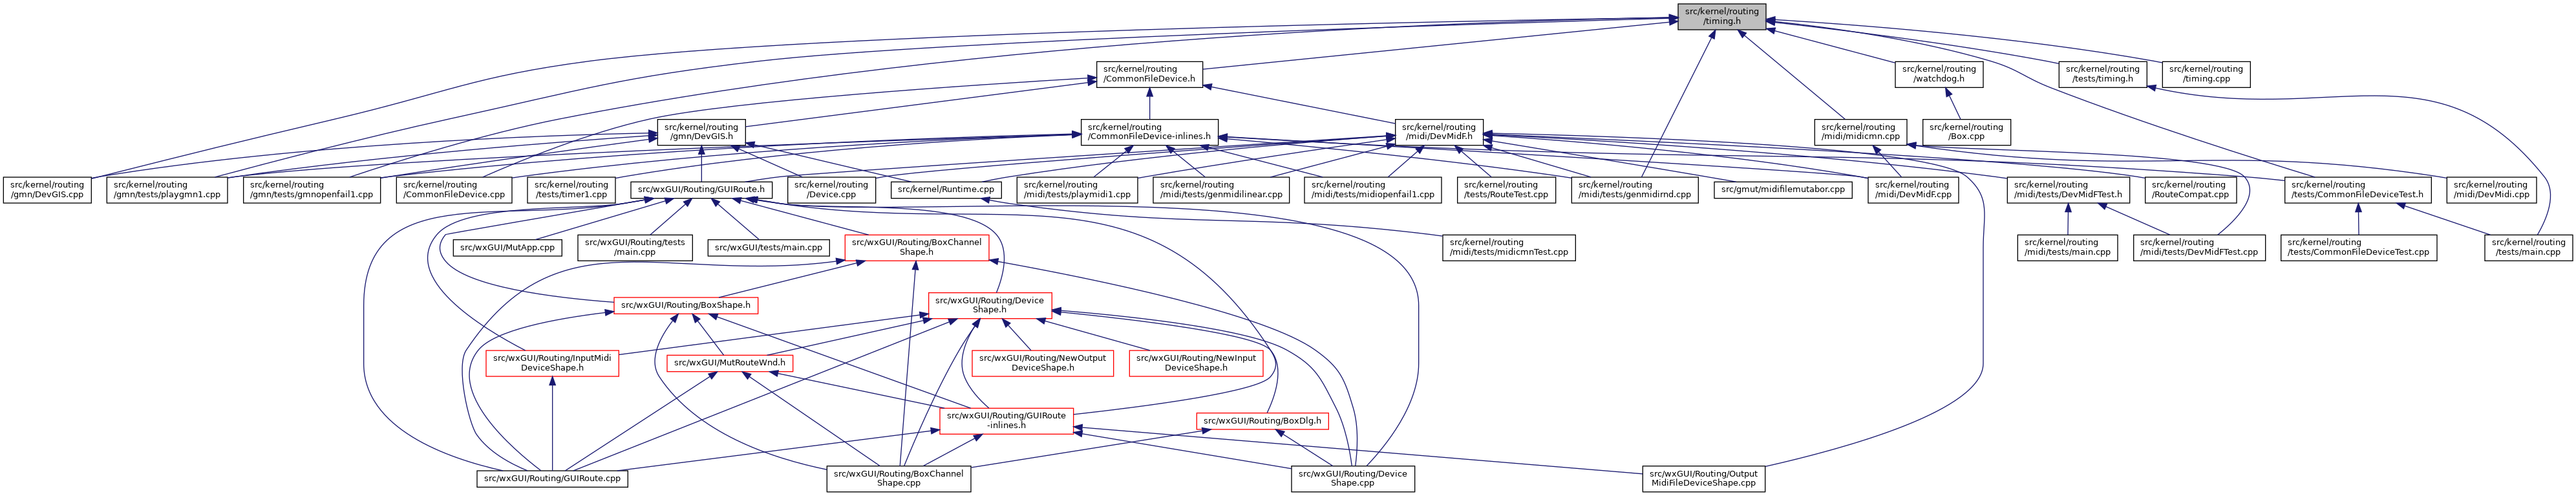 src/kernel/routing
/timing.h
src/kernel/routing
/CommonFileDevice.h
src/kernel/routing
/watchdog.h
src/kernel/routing
/tests/timing.h
src/kernel/routing
/timing.cpp
src/kernel/routing
/gmn/DevGIS.h
src/kernel/routing
/CommonFileDevice-inlines.h
src/kernel/routing
/midi/DevMidF.h
src/kernel/routing
/midi/midicmn.cpp
src/kernel/routing
/Box.cpp
src/kernel/routing
/gmn/DevGIS.cpp
src/kernel/routing
/gmn/tests/playgmn1.cpp
src/kernel/routing
/gmn/tests/gmnopenfail1.cpp
src/kernel/routing
/CommonFileDevice.cpp
src/kernel/routing
/tests/timer1.cpp
src/wxGUI/Routing/GUIRoute.h
src/kernel/routing
/Device.cpp
src/kernel/Runtime.cpp
src/kernel/routing
/midi/tests/playmidi1.cpp
src/kernel/routing
/midi/tests/genmidilinear.cpp
src/kernel/routing
/midi/tests/midiopenfail1.cpp
src/kernel/routing
/tests/RouteTest.cpp
src/kernel/routing
/midi/tests/genmidirnd.cpp
src/gmut/midifilemutabor.cpp
src/kernel/routing
/midi/DevMidF.cpp
src/kernel/routing
/midi/tests/DevMidFTest.h
src/kernel/routing
/RouteCompat.cpp
src/kernel/routing
/tests/CommonFileDeviceTest.h
src/kernel/routing
/midi/DevMidi.cpp
src/wxGUI/MutApp.cpp
src/wxGUI/Routing/tests
/main.cpp
src/wxGUI/tests/main.cpp
src/wxGUI/Routing/BoxChannel
Shape.h
src/kernel/routing
/midi/tests/midicmnTest.cpp
src/kernel/routing
/midi/tests/main.cpp
src/kernel/routing
/midi/tests/DevMidFTest.cpp
src/kernel/routing
/tests/CommonFileDeviceTest.cpp
src/kernel/routing
/tests/main.cpp
src/wxGUI/Routing/BoxShape.h
src/wxGUI/Routing/Device
Shape.h
src/wxGUI/Routing/InputMidi
DeviceShape.h
src/wxGUI/MutRouteWnd.h
src/wxGUI/Routing/NewOutput
DeviceShape.h
src/wxGUI/Routing/NewInput
DeviceShape.h
src/wxGUI/Routing/GUIRoute
-inlines.h
src/wxGUI/Routing/BoxDlg.h
src/wxGUI/Routing/GUIRoute.cpp
src/wxGUI/Routing/BoxChannel
Shape.cpp
src/wxGUI/Routing/Device
Shape.cpp
src/wxGUI/Routing/Output
MidiFileDeviceShape.cpp